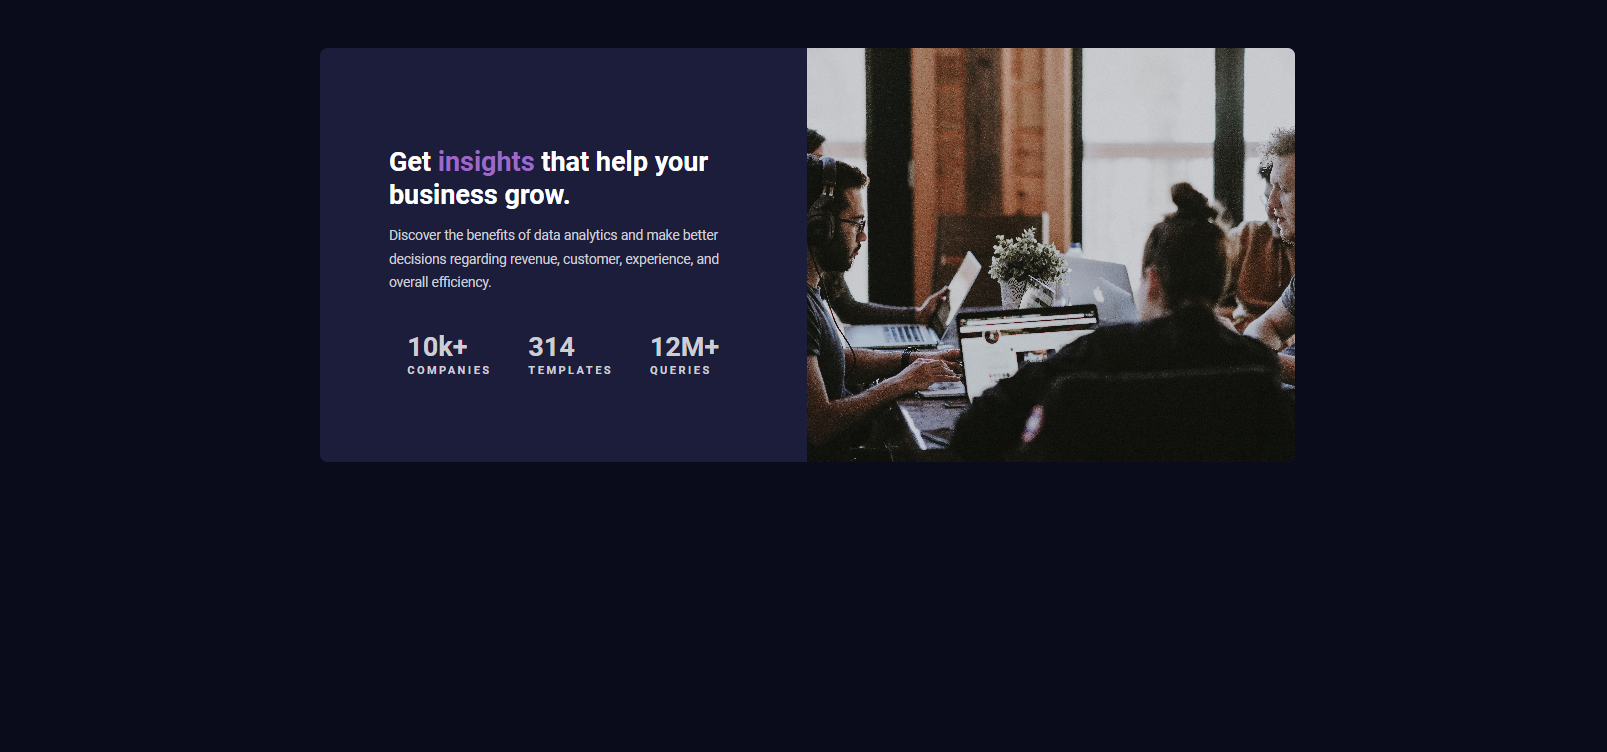 Get insights that help your
business grow.
Discover the benefits of data analytics and make better
decisions regarding revenue, customer, experience, and
overall efficiency.
10k+ 314 12M+
COMPANIES TEMPLATES QUERIES